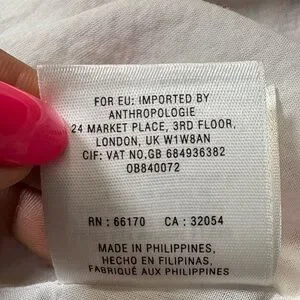 FOR EU: IMPORTED BY
ANTHROPOLOGIE
24 MARKET PLACE, 3RD FLOOR,
LONDON, UK W1W8AN
CIF: VAT NO.GB 684936382
OB840072
RN : 66170 CA : 32054
MADE IN PHILIPPINES,
HECHO EN FILIPINAS,
FABRIQUÉ AUX PHILIPPINES